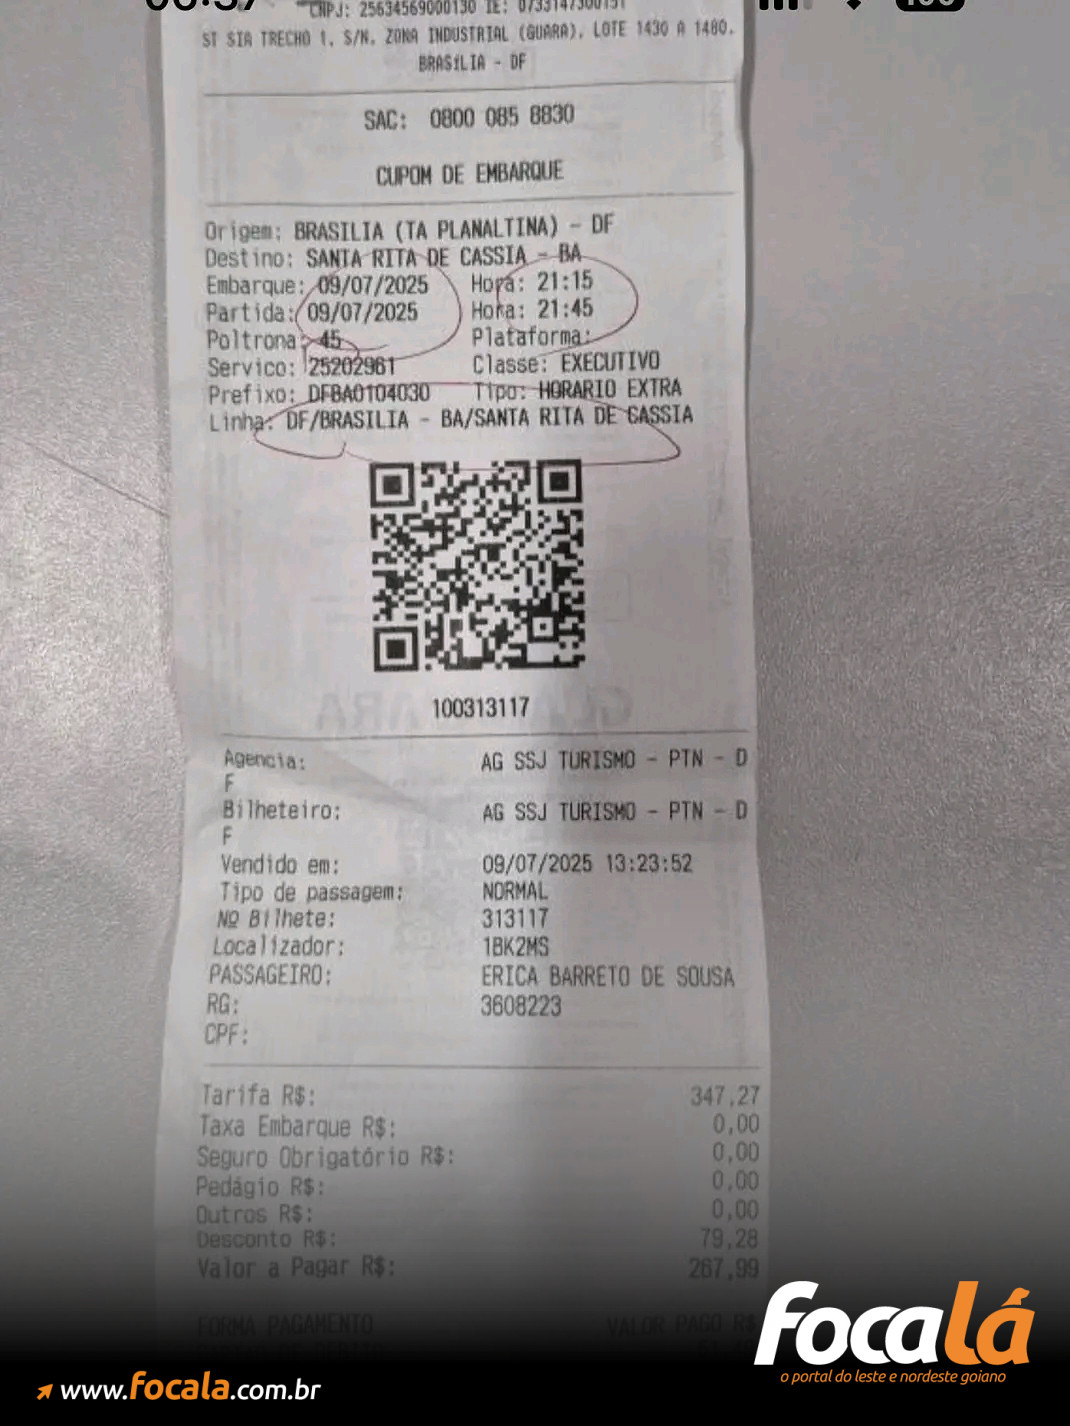 CNPJ: 25634569000130 IE: 0733147300151
ST SIA TRECHO 1, S/N, ZONA INDUSTRIAL (GUARA), LOTE 1430 A 1480,
BRASÍLIA - DF
SAC: 0800 085 8830
CUPOM DE EMBARQUE
Origem: BRASILIA (TA PLANALTINA) - DF
Destino: SANTA RITA DE CASSIA - BA
Embarque: 09/07/2025 Hora: 21:15
Partida: 09/07/2025 Hora: 21:45
Poltrona: 45 Plataforma:
Servico: 25202961 Classe: EXECUTIVO
Prefixo: DFBA0104030 Tipo: HORARIO EXTRA
Linha: DF/BRASILIA - BA/SANTA RITA DE CASSIA
100313117
Agencia: AG SSJ TURISMO - PTN - D
F
Bilheteiro: AG SSJ TURISMO - PTN - D
F
Vendido em: 09/07/2025 13:23:52
Tipo de passagem: NORMAL
Nº Bilhete: 313117
Localizador: 1BK2MS
PASSAGEIRO: ERICA BARRETO DE SOUSA
RG: 3608223
CPF:
Tarifa R$: 347,27
Taxa Embarque R$: 0,00
Seguro Obrigatório R$: 0,00
Pedágio R$: 0,00
Outros R$: 0,00
Desconto R$: 79,28
Valor a Pagar R$: 267,99
FORMA PAGAMENTO VALOR PAGO R$
focalá
o portal do leste e nordeste goiano
www.focala.com.br